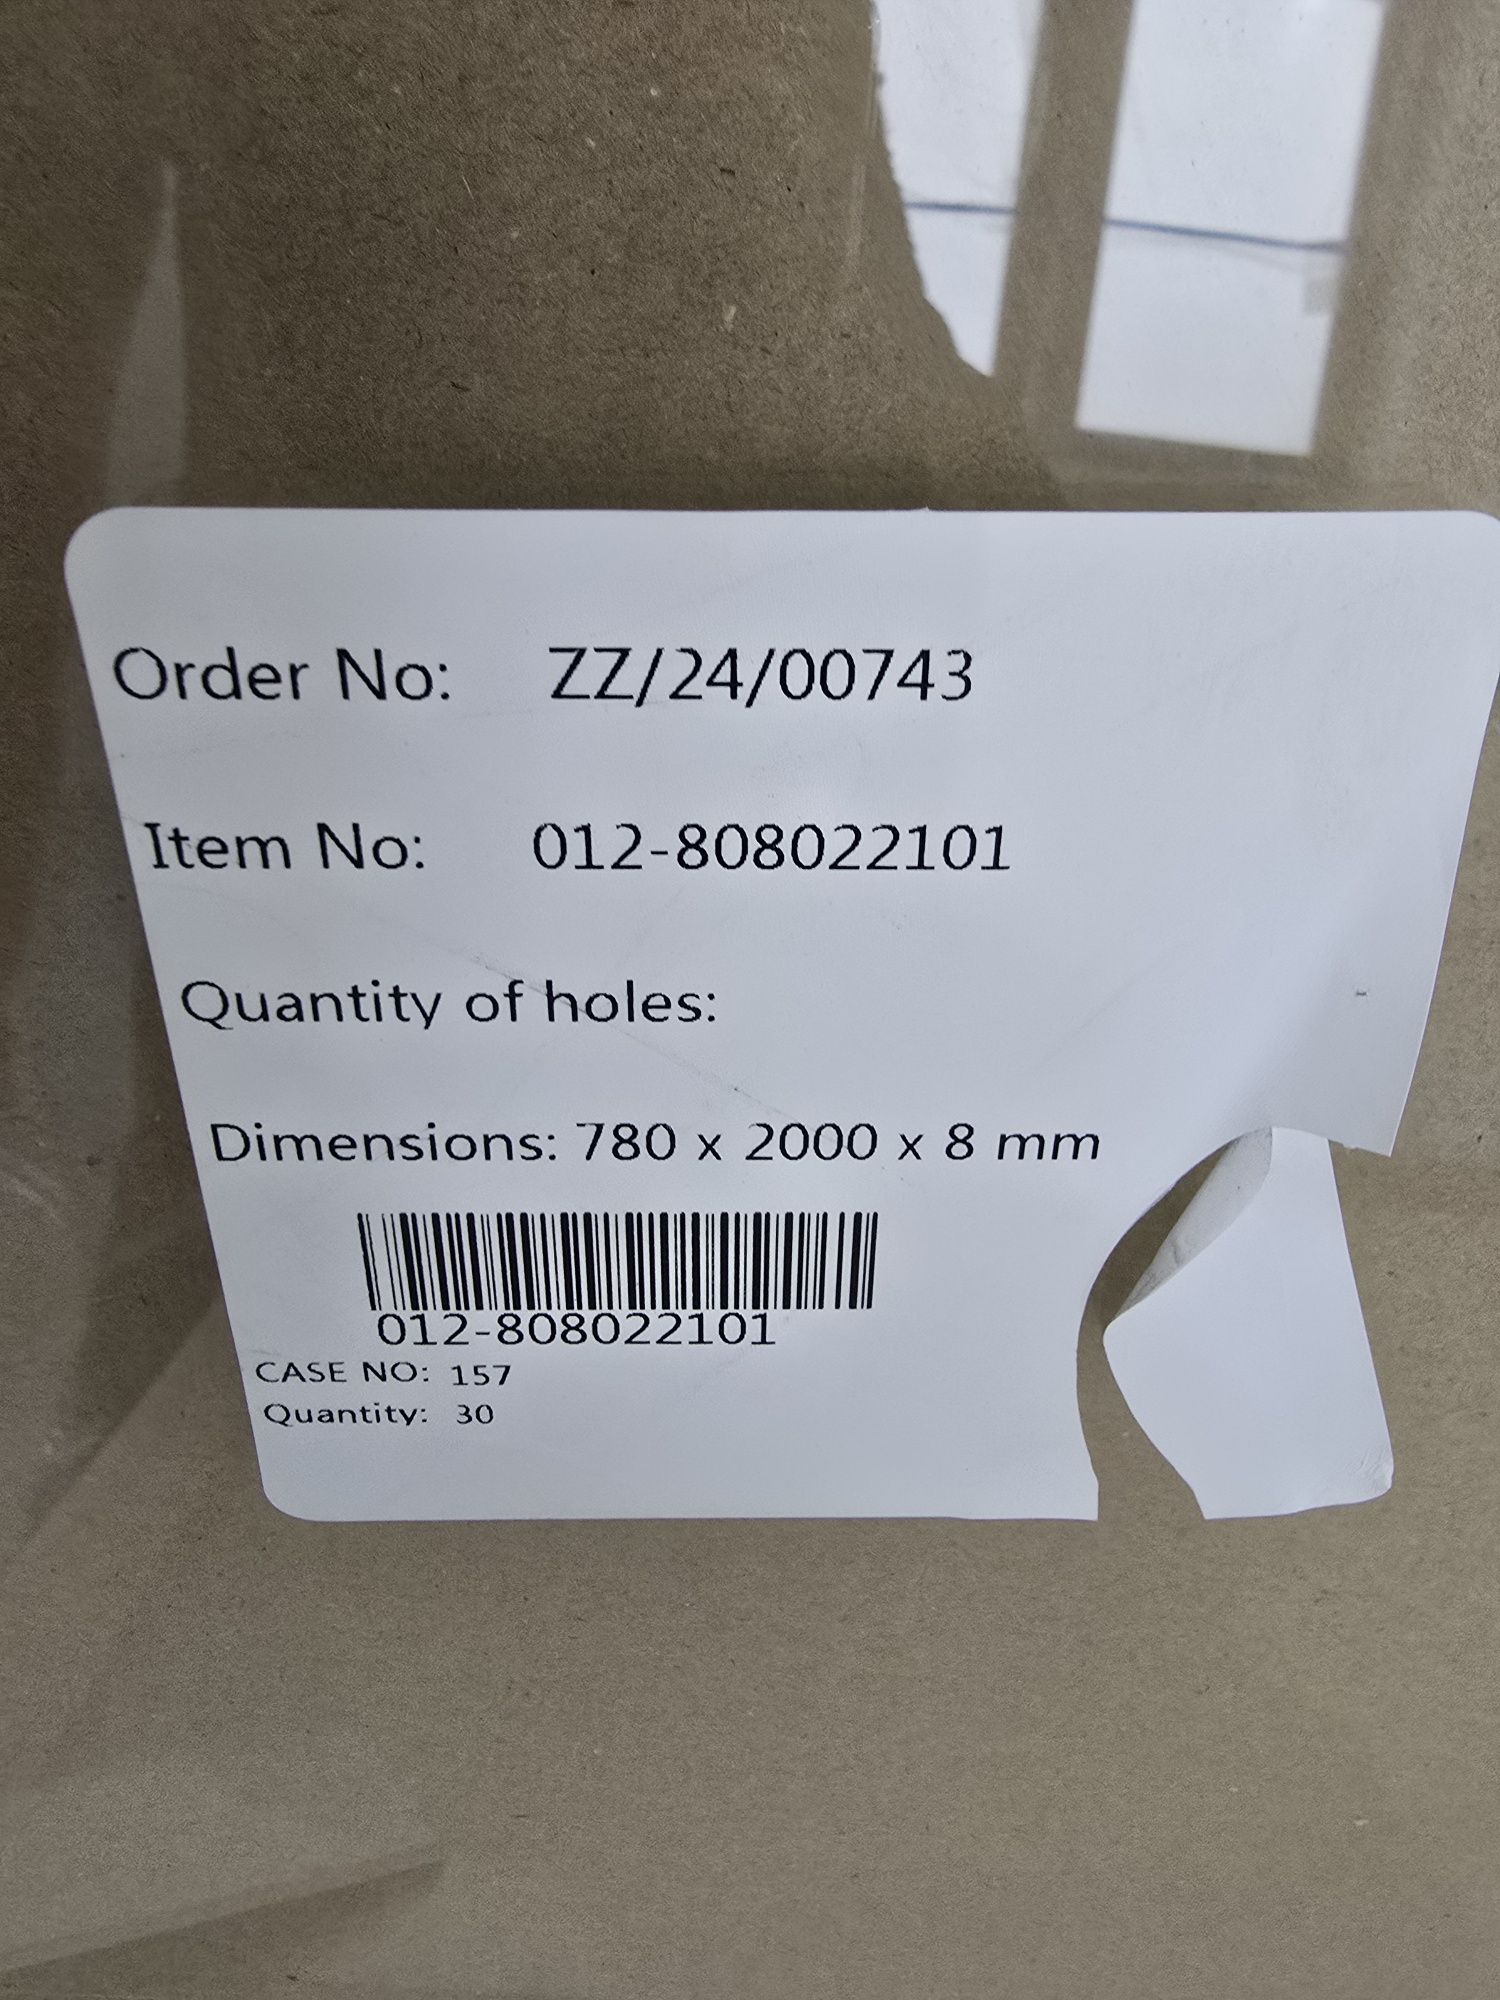 Order No: ZZ/24/00743
Item No: 012-808022101
Quantity of holes:
Dimensions: 780 x 2000 x 8 mm
012-808022101
CASE NO: 157
Quantity: 30